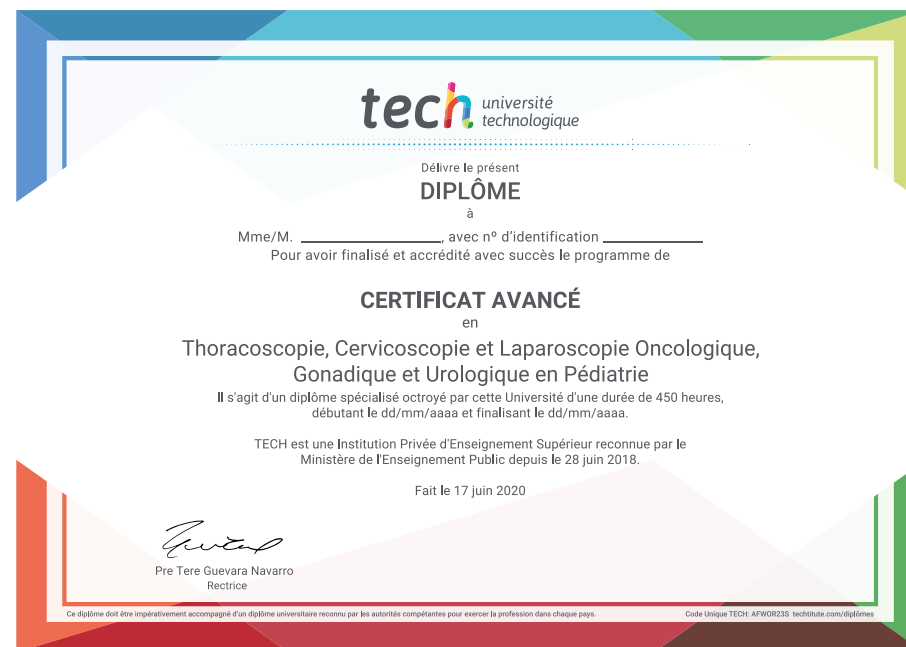 tech université
technologique
Délivre le présent
DIPLÔME
à
Mme/M. ____________________, avec nº d'identification ______________
Pour avoir finalisé et accrédité avec succès le programme de
CERTIFICAT AVANCÉ
en
Thoracoscopie, Cervicoscopie et Laparoscopie Oncologique,
Gonadique et Urologique en Pédiatrie
Il s'agit d'un diplôme spécialisé octroyé par cette Université d'une durée de 450 heures,
débutant le dd/mm/aaaa et finalisant le dd/mm/aaaa.
TECH est une Institution Privée d'Enseignement Supérieur reconnue par le
Ministère de l'Enseignement Public depuis le 28 juin 2018.
Fait le 17 juin 2020
Pre Tere Guevara Navarro
Rectrice
Ce diplôme doit être impérativement accompagné d'un diplôme universitaire reconnu par les autorités compétantes pour exercer la profession dans chaque pays.
Code Unique TECH: AFWOR23S techtitute.com/diplômes